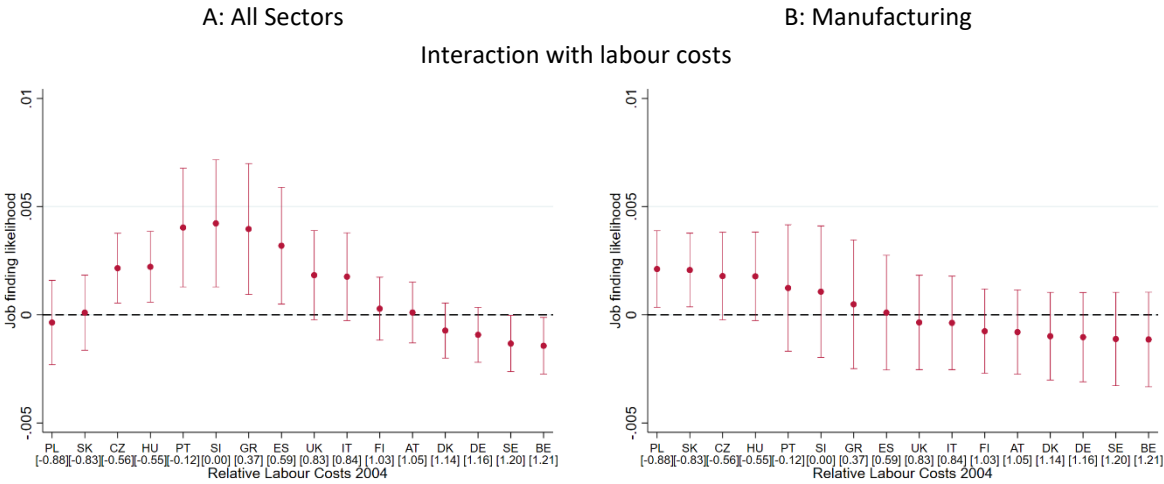 A: All Sectors
B: Manufacturing
Interaction with labour costs
Job finding likelihood
.01
.005
0
-.005
PL SK CZ HU PT SI GR ES UK IT FI AT DK DE SE BE
[-0.88][-0.83][-0.56][-0.55][-0.12] [0.00] [0.37] [0.59] [0.83] [0.84] [1.03] [1.05] [1.14] [1.16] [1.20] [1.21]
Relative Labour Costs 2004
Job finding likelihood
.01
.005
0
-.005
PL SK CZ HU PT SI GR ES UK IT FI AT DK DE SE BE
[-0.88][-0.83][-0.56][-0.55][-0.12] [0.00] [0.37] [0.59] [0.83] [0.84] [1.03] [1.05] [1.14] [1.16] [1.20] [1.21]
Relative Labour Costs 2004